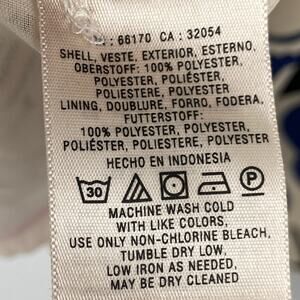 : 66170 CA : 32054
SHELL, VESTE, EXTERIOR, ESTERNO,
OBERSTOFF: 100% POLYESTER,
POLYESTER, POLIÉSTER,
POLIESTERE, POLYESTER
LINING, DOUBLURE, FORRO, FODERA,
FUTTERSTOFF:
100% POLYESTER, POLYESTER,
POLIÉSTER, POLIESTERE, POLYESTER
HECHO EN INDONESIA
30 P
MACHINE WASH COLD
WITH LIKE COLORS,
USE ONLY NON-CHLORINE BLEACH,
TUMBLE DRY LOW,
LOW IRON AS NEEDED,
MAY BE DRY CLEANED